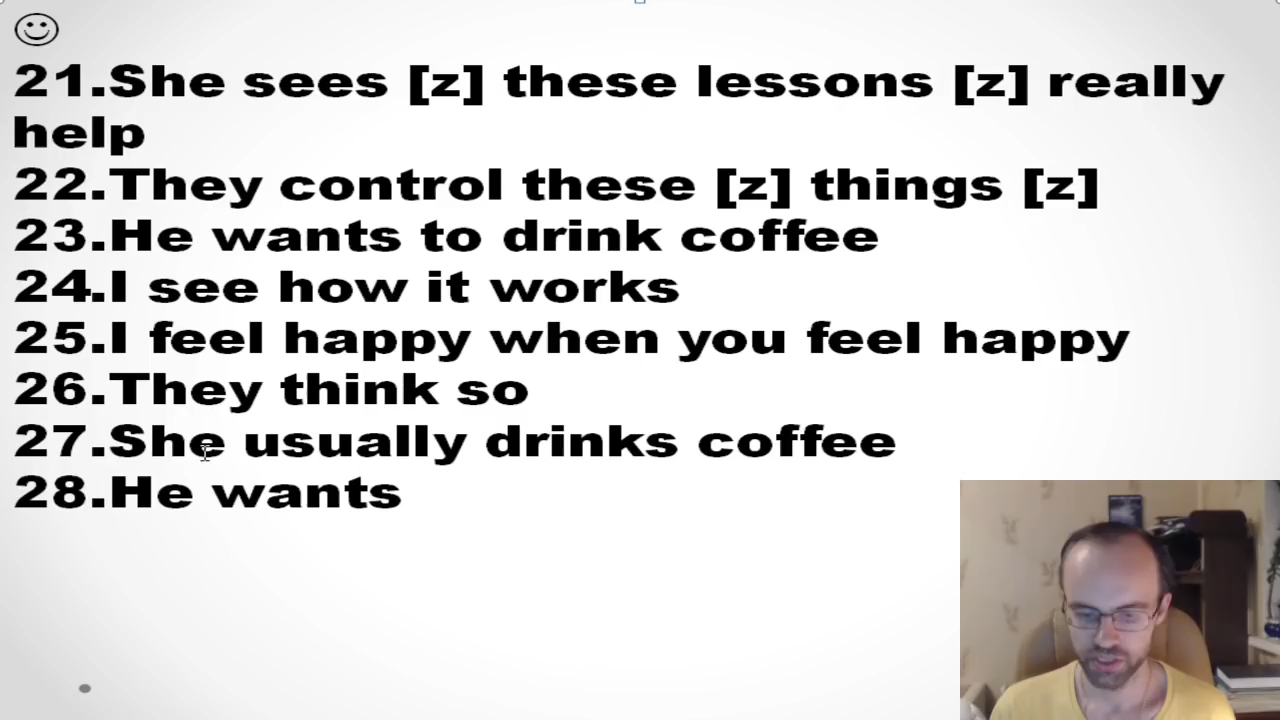 21.She sees [z] these lessons [z] really
help
22.They control these [z] things [z]
23.He wants to drink coffee
24.I see how it works
25.I feel happy when you feel happy
26.They think so
27.She usually drinks coffee
28.He wants